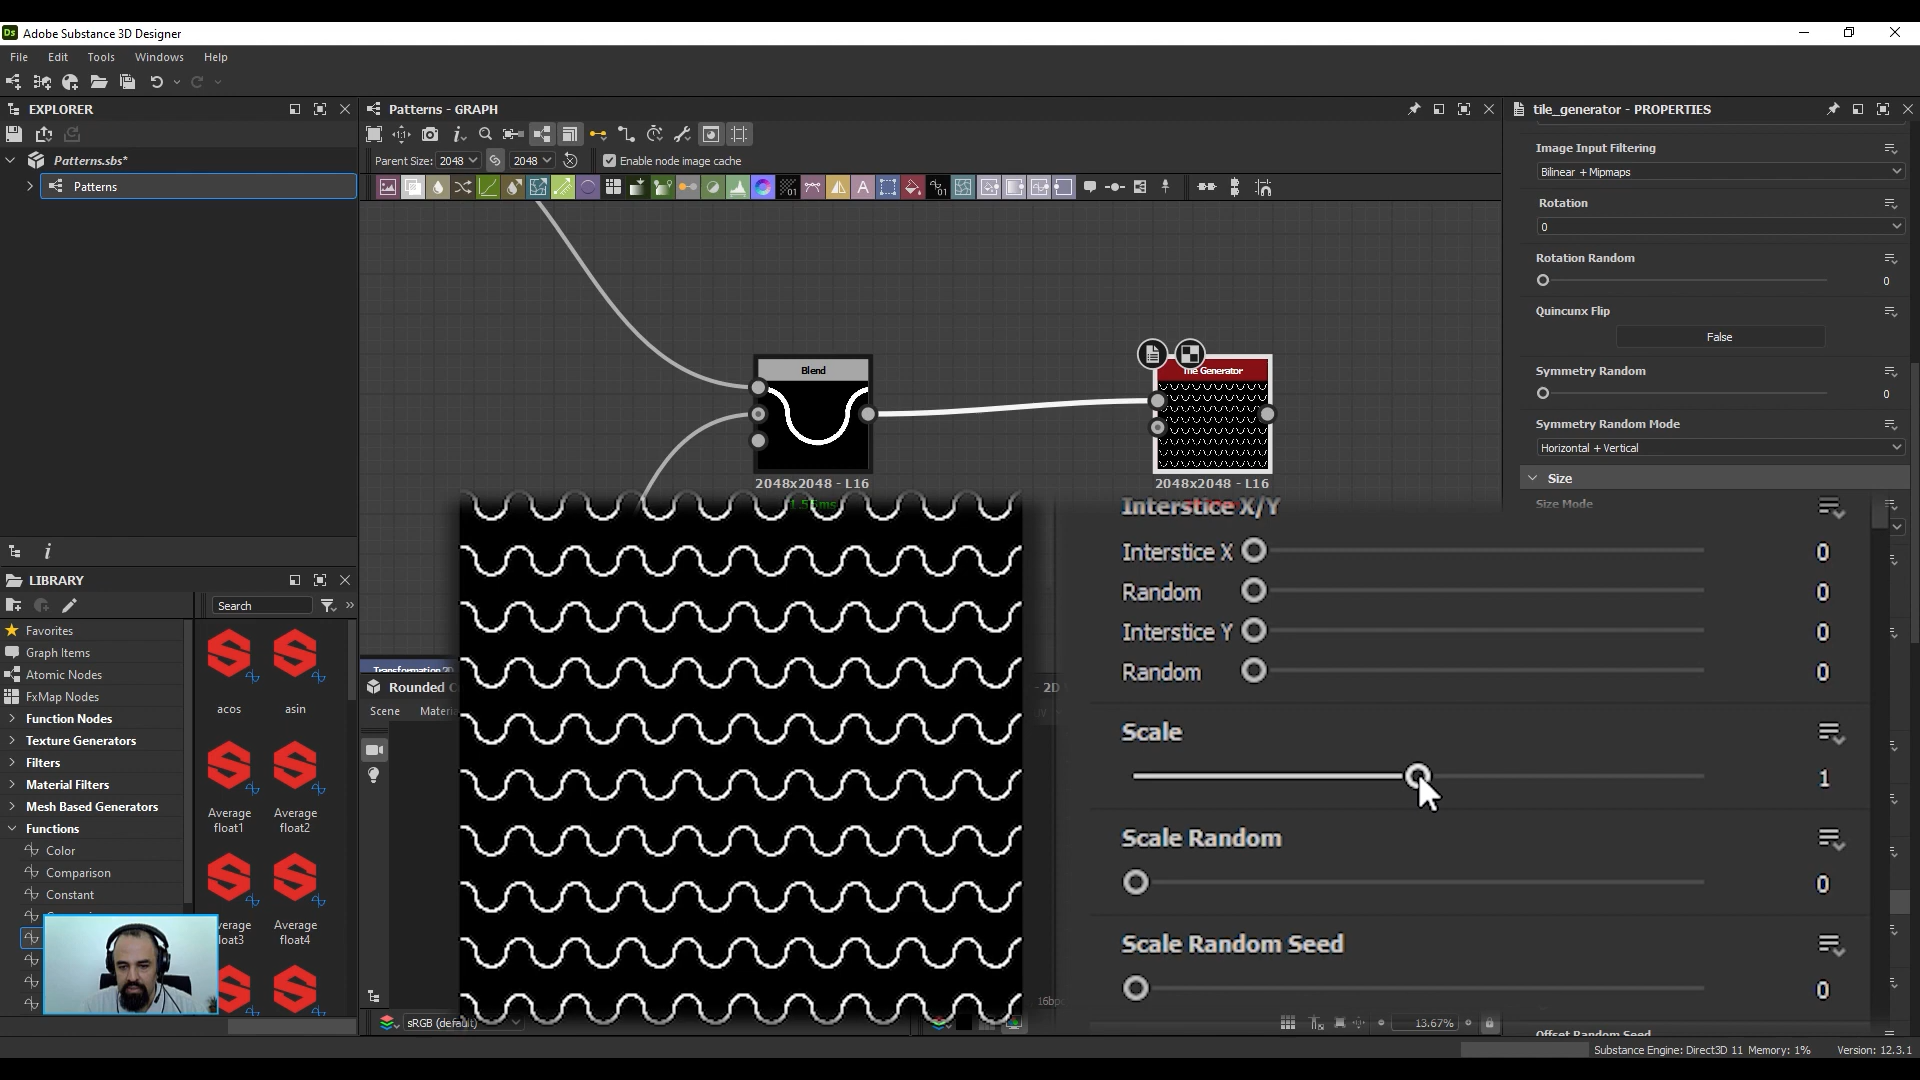 Ds Adobe Substance 3D Designer
File Edit Tools Windows Help
EXPLORER
Patterns.sbs*
Patterns
LIBRARY
Search
Favorites
Graph Items
Atomic Nodes
FxMap Nodes
Function Nodes
Texture Generators
Filters
Material Filters
Mesh Based Generators
Functions
Color
Comparison
Constant
acos asin
Average float1
Average float2
Average float4
Patterns - GRAPH
Parent Size: 2048 2048 Enable node image cache
Blend
2048x2048 - L16
Tile Generator
2048x2048 - L16
Transformation 2D
Rounded
Scene
- 2D
sRGB (default)
13.67%
tile_generator - PROPERTIES
Image Input Filtering
Bilinear + Mipmaps
Rotation
0
Rotation Random
0
Quincunx Flip
False
Symmetry Random
0
Symmetry Random Mode
Horizontal + Vertical
Size
Size Mode
Interstice X/Y
Interstice X 0
Random 0
Interstice Y 0
Random 0
Scale
1
Scale Random
0
Scale Random Seed
0
Offset Random Seed
Substance Engine: Direct3D 11 Memory: 1% Version: 12.3.1